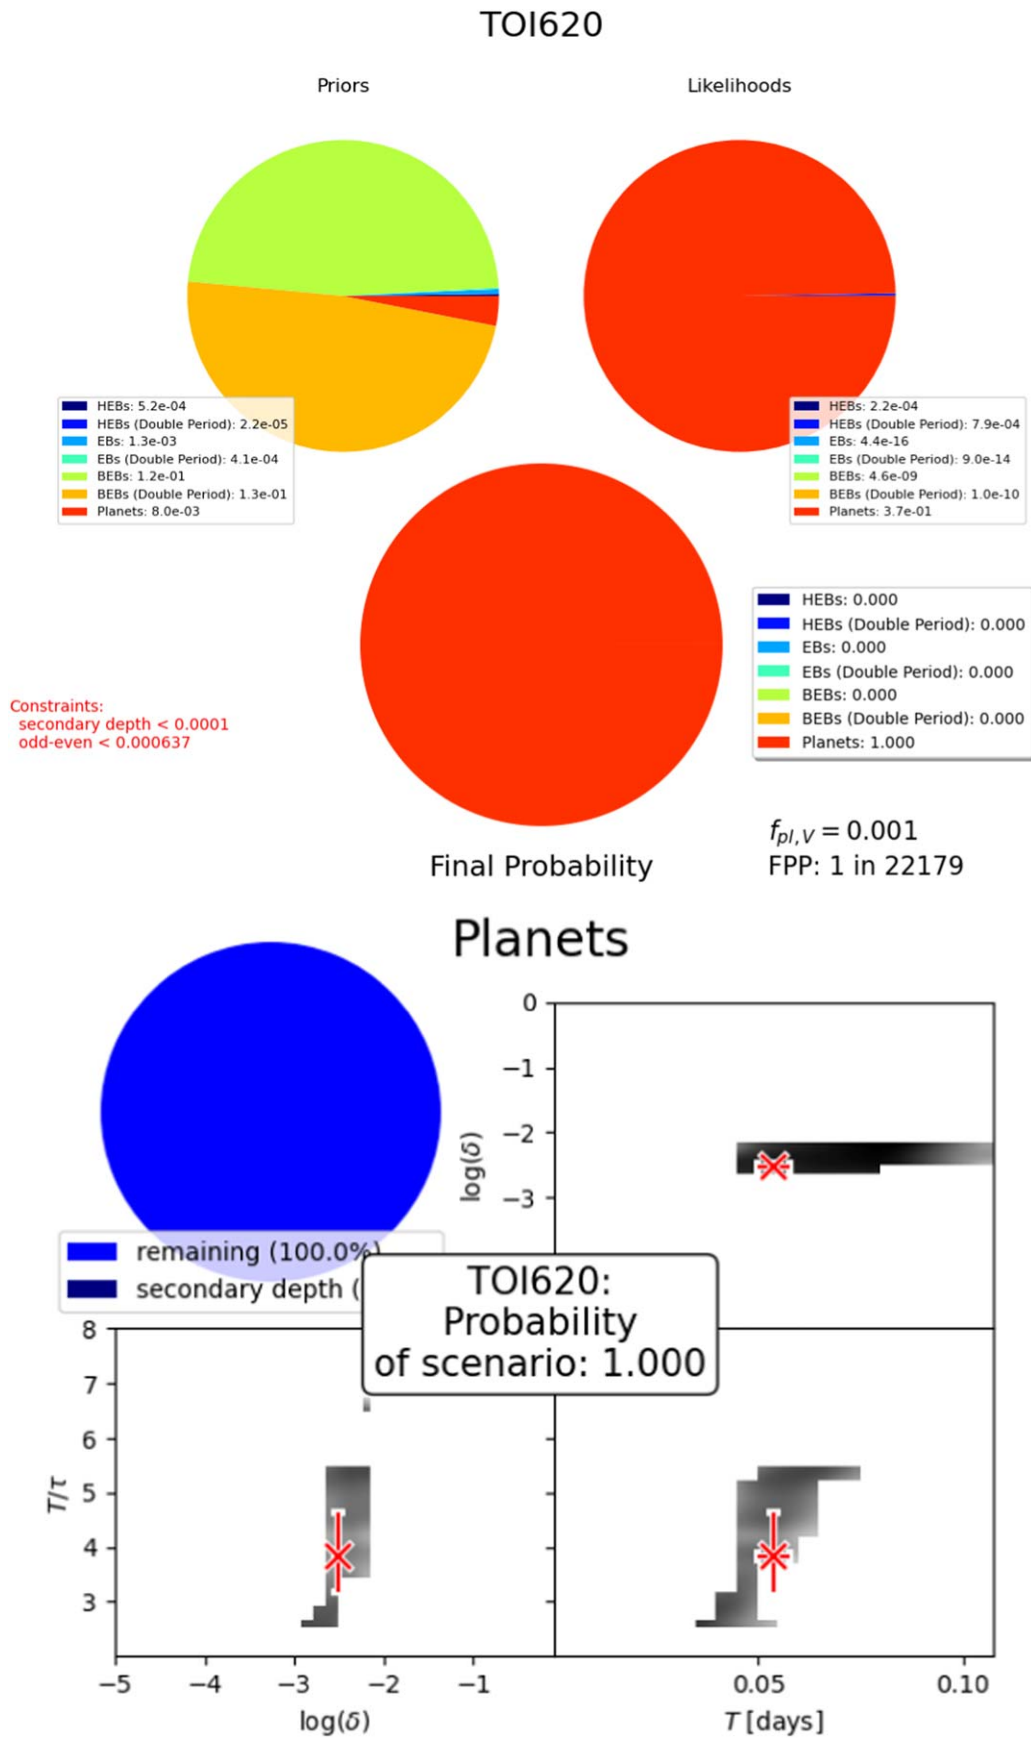 TOI620
Priors
Likelihoods
HEBs: 5.2e-04
HEBs (Double Period): 2.2e-05
EBs: 1.3e-03
EBs (Double Period): 4.1e-04
BEBs: 1.2e-01
BEBs (Double Period): 1.3e-01
Planets: 8.0e-03
HEBs: 2.2e-04
HEBs (Double Period): 7.9e-04
EBs: 4.4e-16
EBs (Double Period): 9.0e-14
BEBs: 4.6e-09
BEBs (Double Period): 1.0e-10
Planets: 3.7e-01
HEBs: 0.000
HEBs (Double Period): 0.000
EBs: 0.000
EBs (Double Period): 0.000
BEBs: 0.000
BEBs (Double Period): 0.000
Planets: 1.000
Constraints:
secondary depth < 0.0001
odd-even < 0.000637
f_{pl,V} = 0.001
FPP: 1 in 22179
Final Probability
Planets
remaining (100.0%)
secondary depth (
TOI620:
Probability
of scenario: 1.000
0
−1
−2
−3
log(δ)
8
7
6
5
4
3
T/τ
−5 −4 −3 −2 −1
log(δ)
0.05 0.10
T [days]